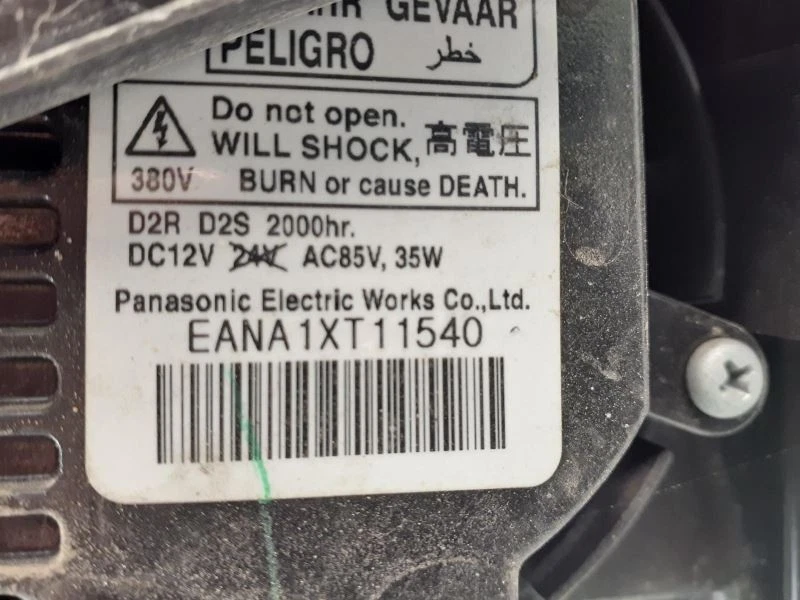 GEVAAR
PELIGRO خطر
Do not open.
WILL SHOCK, 高電圧
380V BURN or cause DEATH.
D2R D2S 2000hr.
DC12V 24V AC85V, 35W
Panasonic Electric Works Co.,Ltd.
EANA1XT11540